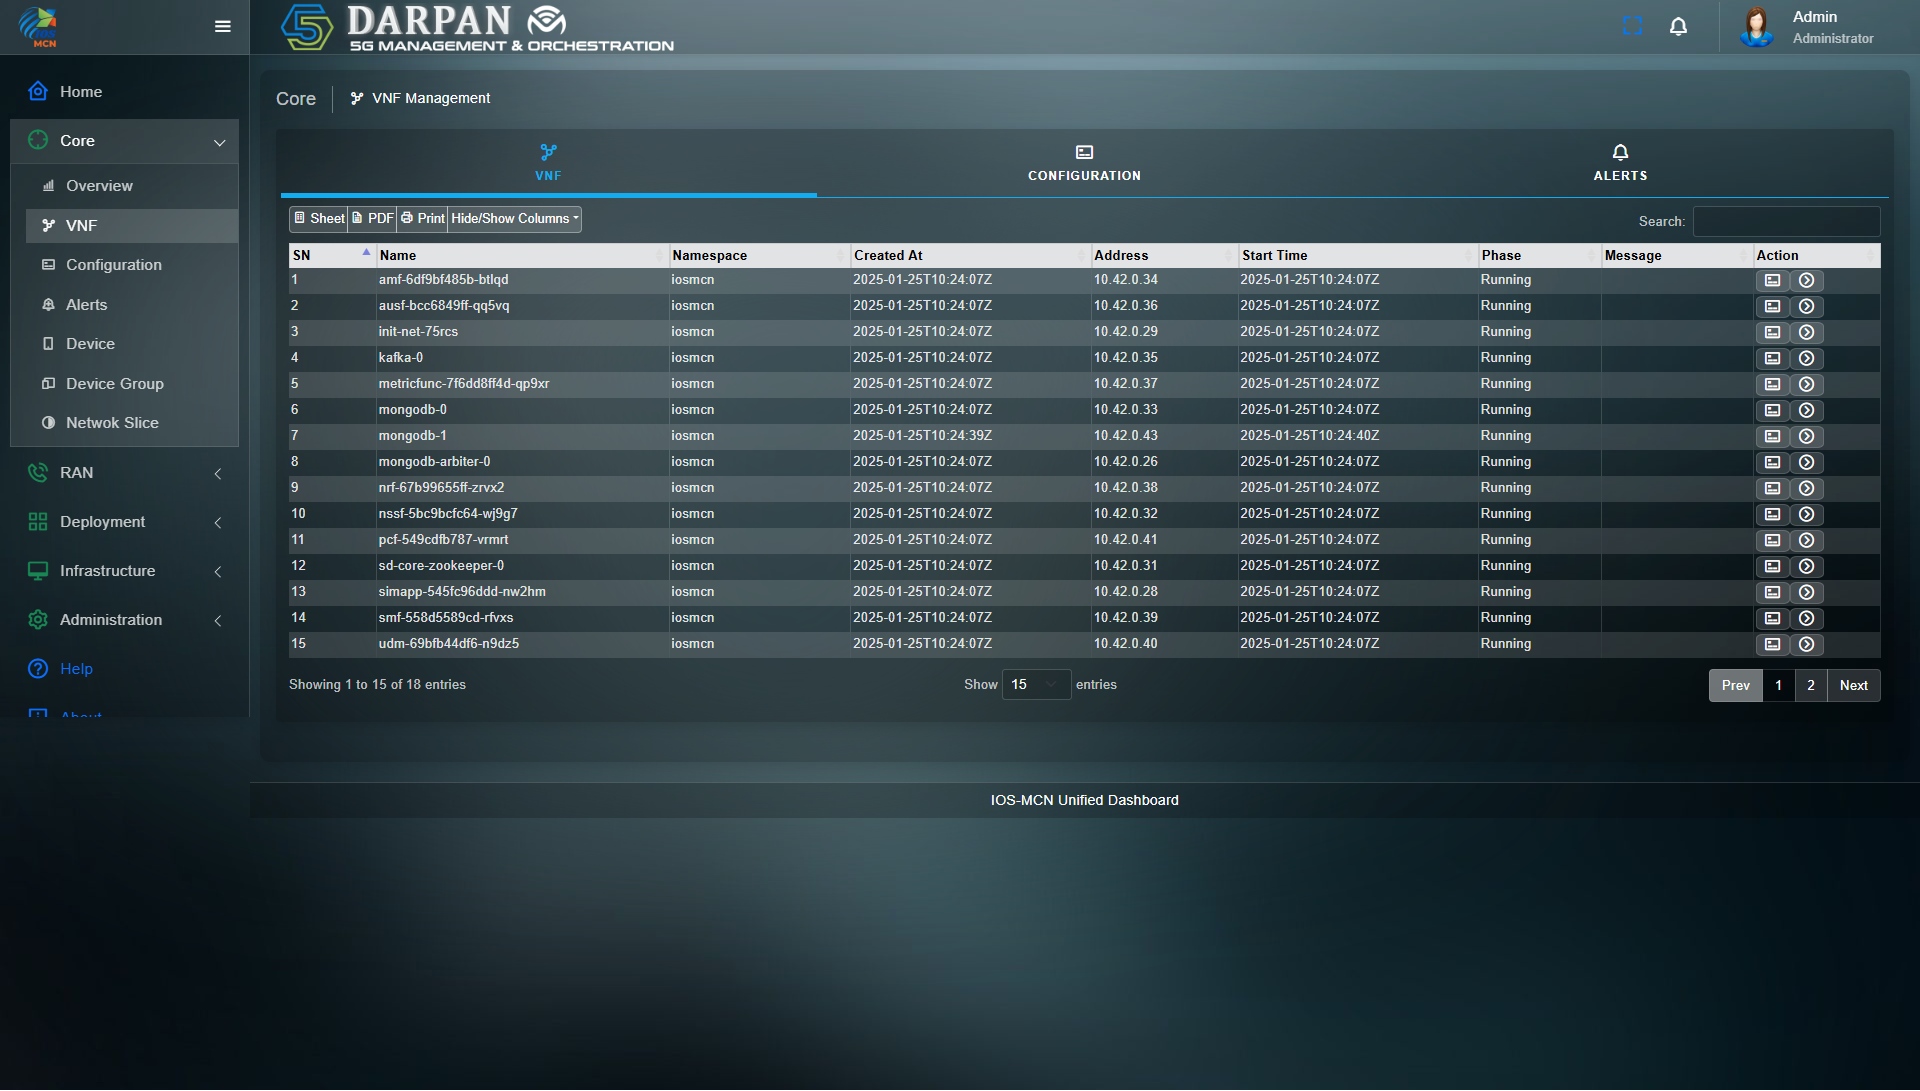 IOS
MCN
5 DARPAN
5G MANAGEMENT & ORCHESTRATION
Admin
Administrator
Home
Core
Overview
VNF
Configuration
Alerts
Device
Device Group
Netwok Slice
RAN
Deployment
Infrastructure
Administration
Help
About
Core VNF Management
VNF CONFIGURATION ALERTS
Sheet PDF Print Hide/Show Columns Search:
SN Name Namespace Created At Address Start Time Phase Message Action
1 amf-6df9bf485b-btlqd iosmcn 2025-01-25T10:24:07Z 10.42.0.34 2025-01-25T10:24:07Z Running
2 ausf-bcc6849ff-qq5vq iosmcn 2025-01-25T10:24:07Z 10.42.0.36 2025-01-25T10:24:07Z Running
3 init-net-75rcs iosmcn 2025-01-25T10:24:07Z 10.42.0.29 2025-01-25T10:24:07Z Running
4 kafka-0 iosmcn 2025-01-25T10:24:07Z 10.42.0.35 2025-01-25T10:24:07Z Running
5 metricfunc-7f6dd8ff4d-qp9xr iosmcn 2025-01-25T10:24:07Z 10.42.0.37 2025-01-25T10:24:07Z Running
6 mongodb-0 iosmcn 2025-01-25T10:24:07Z 10.42.0.33 2025-01-25T10:24:07Z Running
7 mongodb-1 iosmcn 2025-01-25T10:24:39Z 10.42.0.43 2025-01-25T10:24:40Z Running
8 mongodb-arbiter-0 iosmcn 2025-01-25T10:24:07Z 10.42.0.26 2025-01-25T10:24:07Z Running
9 nrf-67b99655ff-zrvx2 iosmcn 2025-01-25T10:24:07Z 10.42.0.38 2025-01-25T10:24:07Z Running
10 nssf-5bc9bcfc64-wj9g7 iosmcn 2025-01-25T10:24:07Z 10.42.0.32 2025-01-25T10:24:07Z Running
11 pcf-549cdfb787-vrmrt iosmcn 2025-01-25T10:24:07Z 10.42.0.41 2025-01-25T10:24:07Z Running
12 sd-core-zookeeper-0 iosmcn 2025-01-25T10:24:07Z 10.42.0.31 2025-01-25T10:24:07Z Running
13 simapp-545fc96ddd-nw2hm iosmcn 2025-01-25T10:24:07Z 10.42.0.28 2025-01-25T10:24:07Z Running
14 smf-558d5589cd-rfvxs iosmcn 2025-01-25T10:24:07Z 10.42.0.39 2025-01-25T10:24:07Z Running
15 udm-69bfb44df6-n9dz5 iosmcn 2025-01-25T10:24:07Z 10.42.0.40 2025-01-25T10:24:07Z Running
Showing 1 to 15 of 18 entries Show 15 entries Prev 1 2 Next
IOS-MCN Unified Dashboard